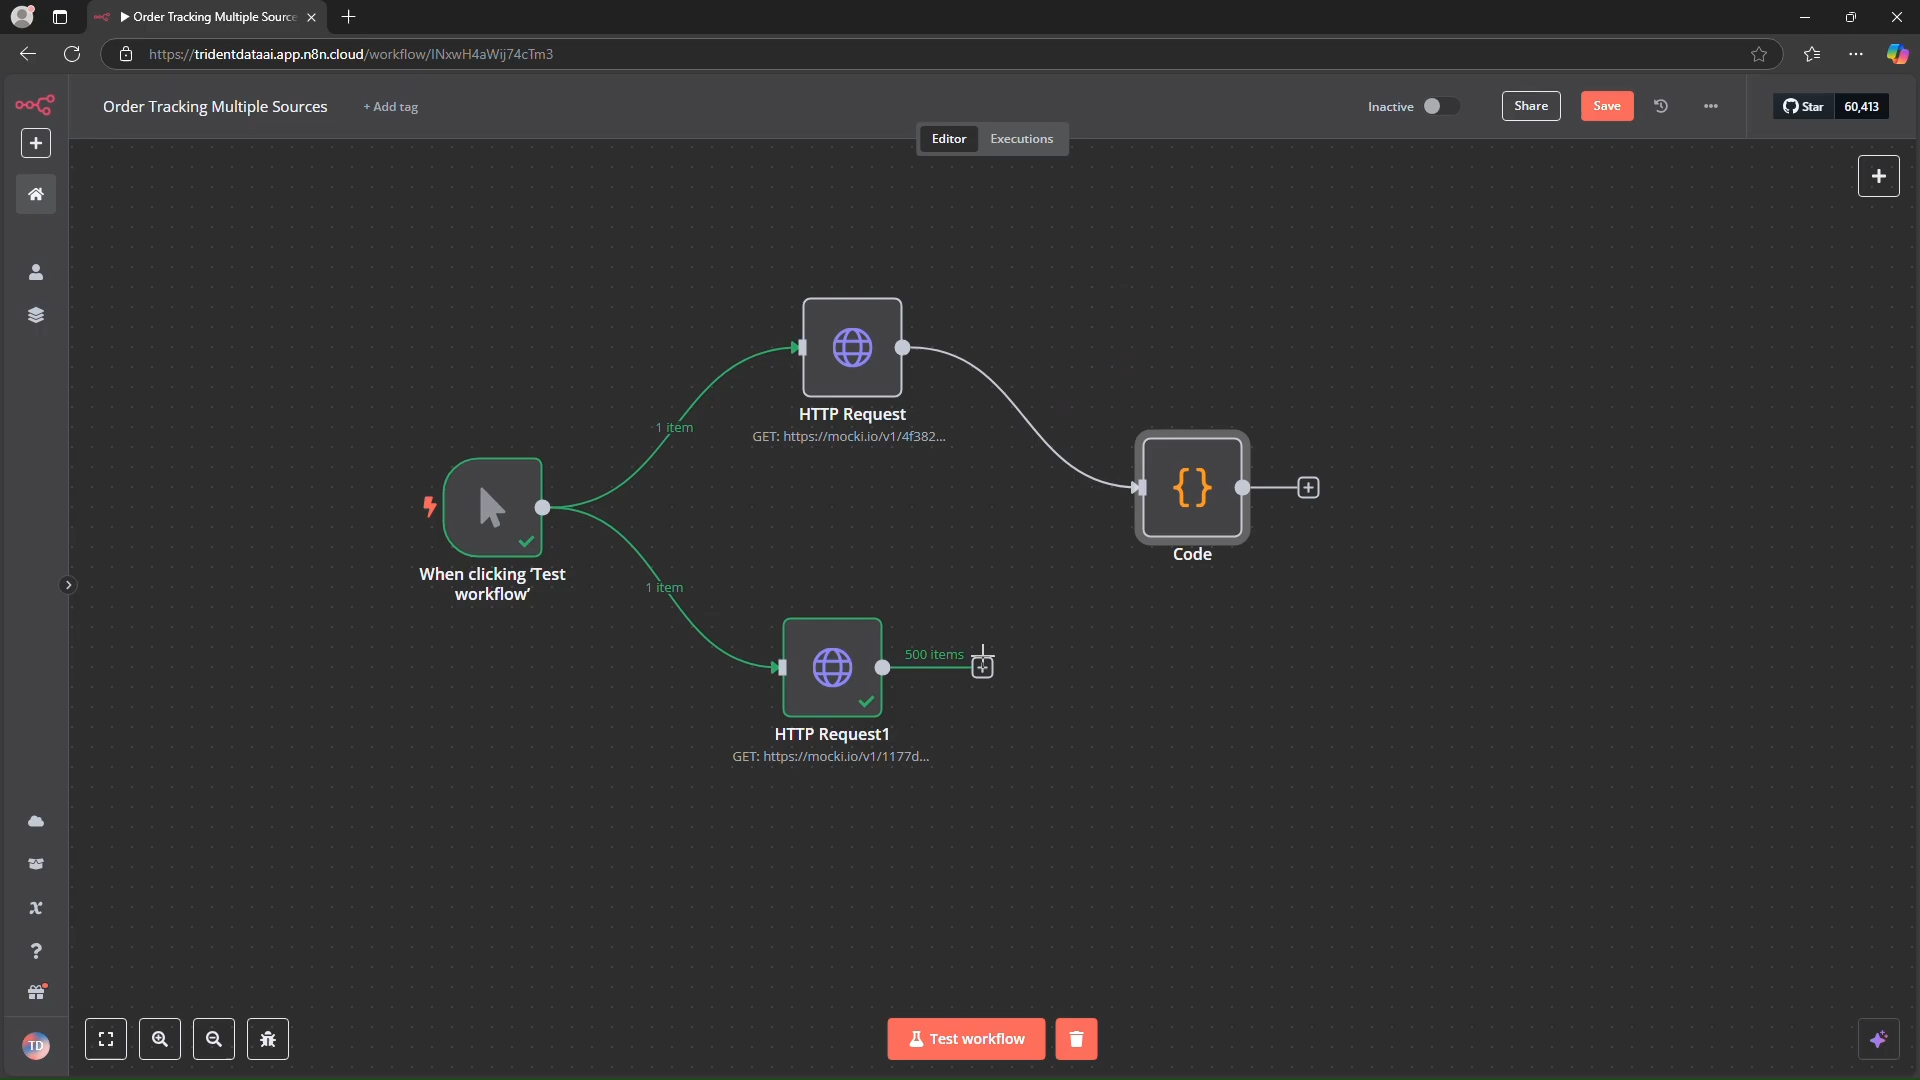 Order Tracking Multiple Source
https://tridentdataai.app.n8n.cloud/workflow/INxwH4aWij74cTm3
Order Tracking Multiple Sources
+ Add tag
Inactive
Share
Save
Star
60,413
Editor
Executions
HTTP Request
GET: https://mocki.io/v1/4f382...
1 item
When clicking ‘Test
workflow’
{}
Code
1 item
500 items
HTTP Request1
GET: https://mocki.io/v1/1177d...
TD
Test workflow